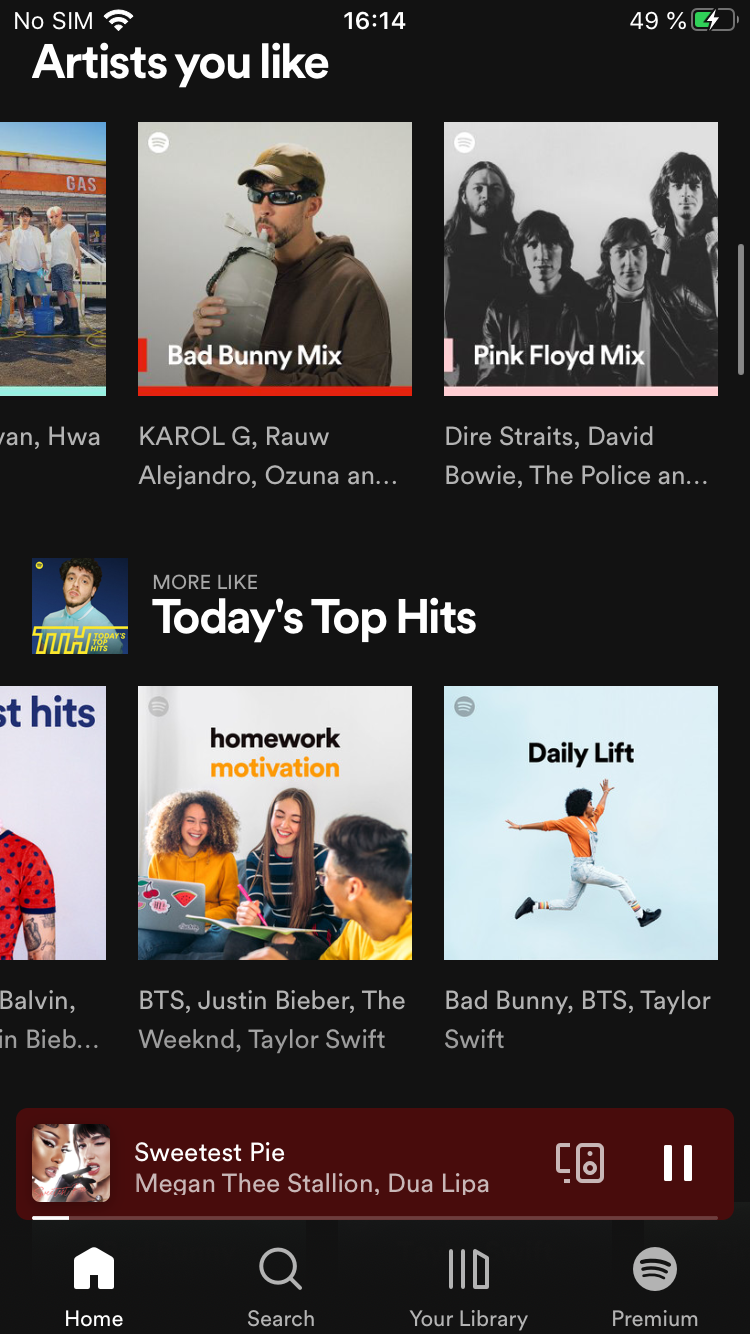 No SIM 16:14 49 %
Artists you like
GAS
Bad Bunny Mix
Pink Floyd Mix
van, Hwa
KAROL G, Rauw
Alejandro, Ozuna an...
Dire Straits, David
Bowie, The Police an...
MORE LIKE
Today's Top Hits
TTH TODAY'S
TOP
HITS
st hits
homework
motivation
HI!
Daily Lift
Balvin,
in Bieb...
BTS, Justin Bieber, The
Weeknd, Taylor Swift
Bad Bunny, BTS, Taylor
Swift
Sweetest Pie
Megan Thee Stallion, Dua Lipa
Home
Search
Your Library
Premium